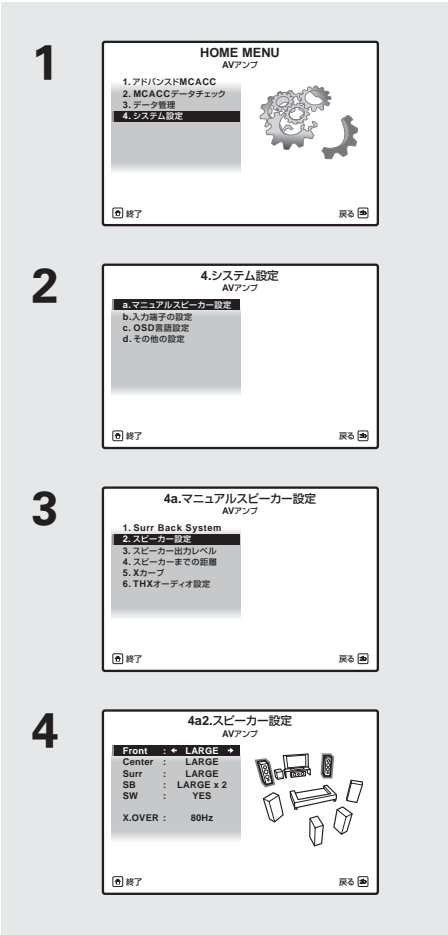 1
HOME MENU
AVアンプ
1. アドバンスドMCACC
2. MCACCデータチェック
3. データ管理
4. システム設定
終了
戻る
2
4.システム設定
AVアンプ
a.マニュアルスピーカー設定
b.入力端子の設定
c. OSD言語設定
d. その他の設定
終了
戻る
3
4a.マニュアルスピーカー設定
AVアンプ
1. Surr Back System
2. スピーカー設定
3. スピーカー出力レベル
4. スピーカーまでの距離
5. Xカーブ
6. THXオーディオ設定
終了
戻る
4
4a2.スピーカー設定
AVアンプ
Front : LARGE
Center : LARGE
Surr : LARGE
SB : LARGE x 2
SW : YES
X.OVER : 80Hz
終了
戻る